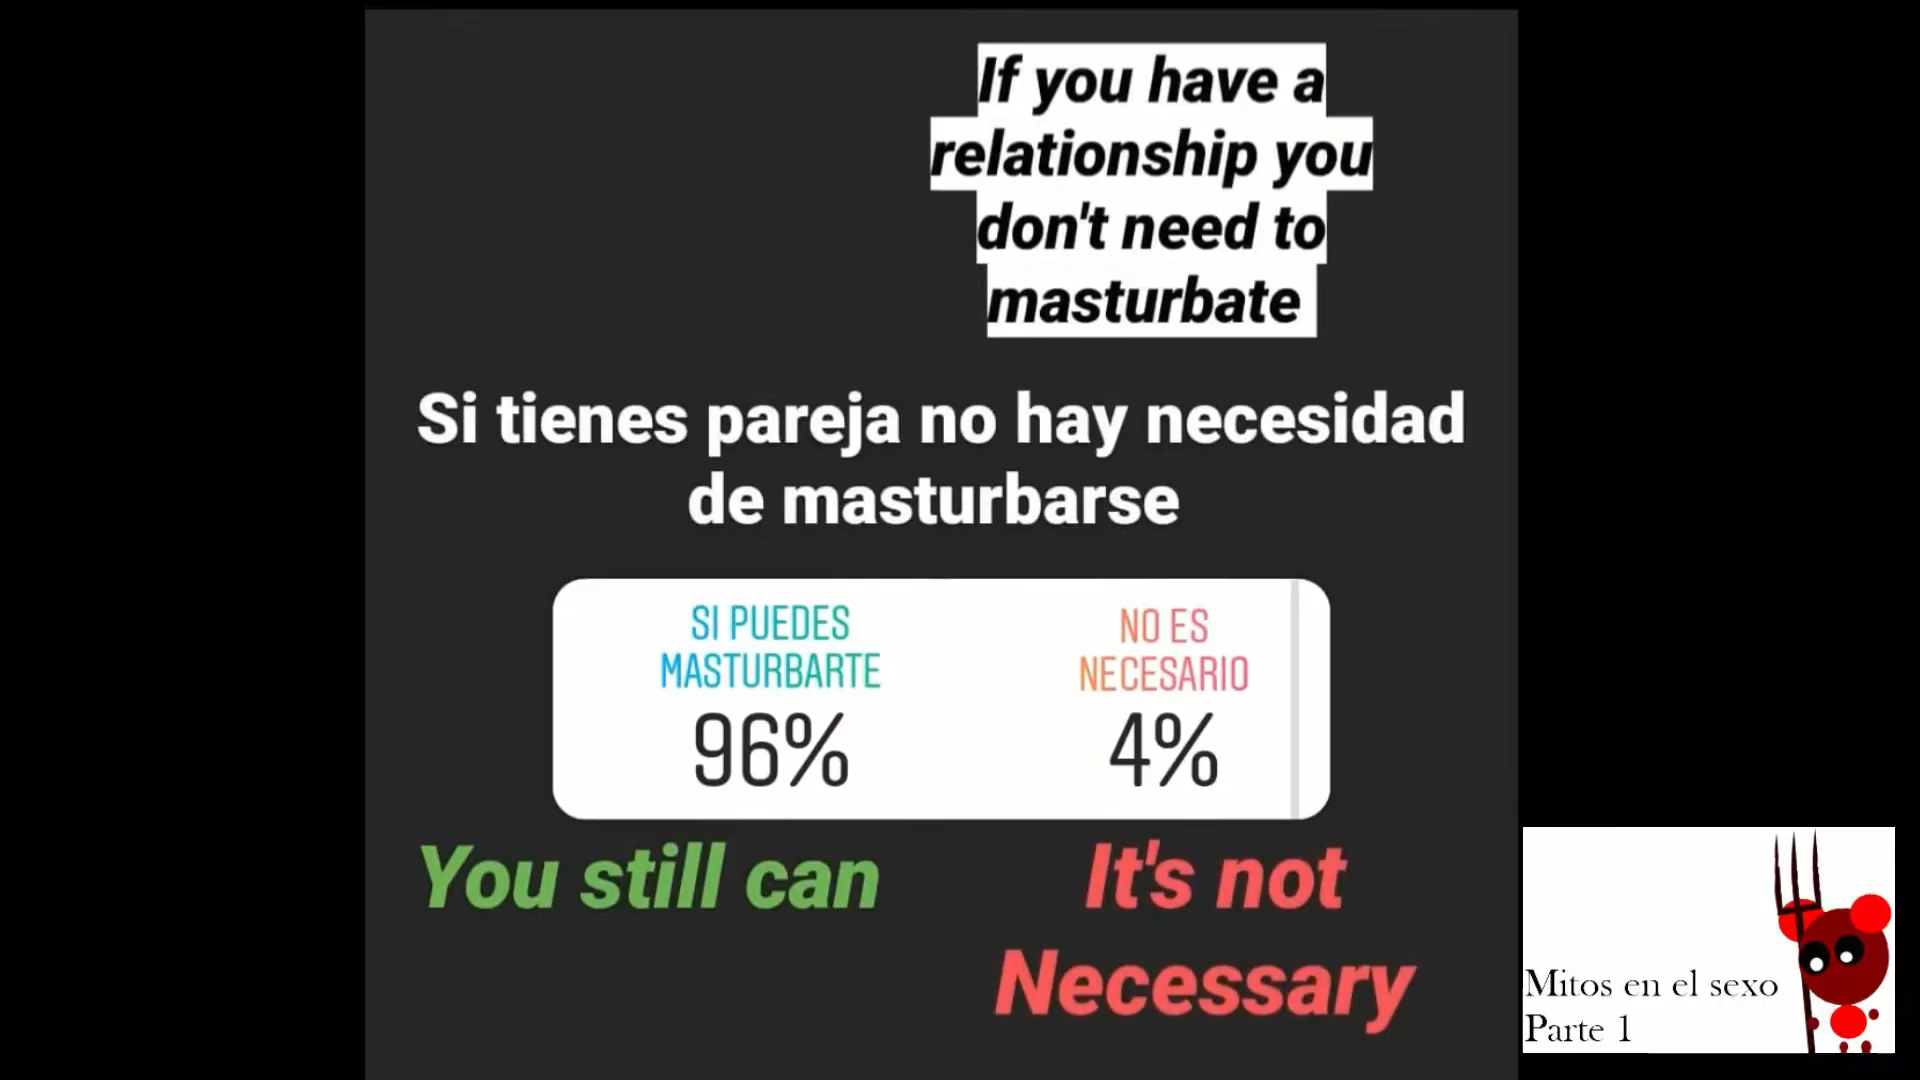 If you have a
relationship you
don't need to
masturbate
Si tienes pareja no hay necesidad
de masturbarse
SI PUEDES
MASTURBARTE
96%
NO ES
NECESARIO
4%
You still can
It's not
Necessary
Mitos en el sexo
Parte 1